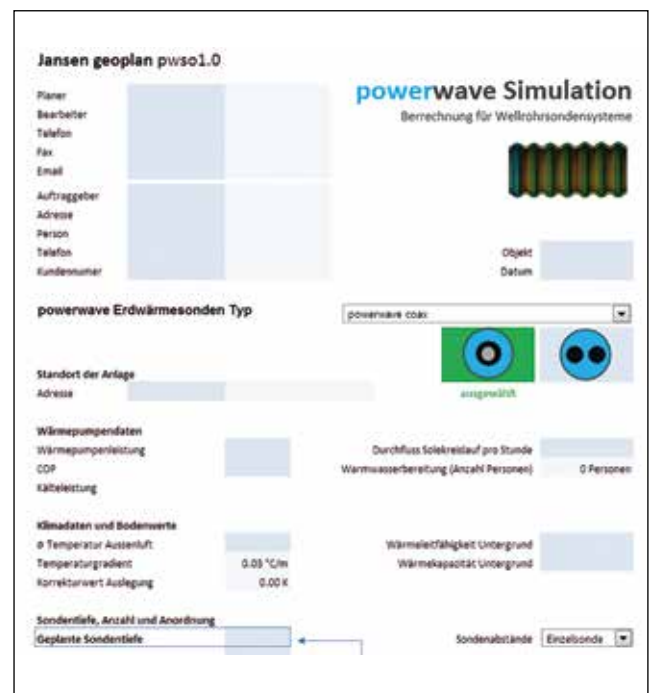 Jansen geoplan pwso1.0
powerwave Simulation
Berrechnung für Wellrohrsondensysteme
Planer
Bearbeiter
Telefon
Fax
Email
Auftraggeber
Adresse
Person
Telefon
Kundennumer
Objekt
Datum
powerwave Erdwärmesonden Typ
powerwave coax
ausgewählt
Standort der Anlage
Adresse
Wärmepumpendaten
Wärmepumpenleistung
COP
Kälteleistung
Durchfluss Solekreislauf pro Stunde
Warmwasserbereitung (Anzahl Personen) 0 Personen
Klimadaten und Bodenwerte
ø Temperatur Aussenluft
Temperaturgradient 0.03 °C/m
Korrekturwert Auslegung 0.00 K
Wärmeleitfähigkeit Untergrund
Wärmekapazität Untergrund
Sondentiefe, Anzahl und Anordnung
Geplante Sondentiefe
Sondenabstände Einzelsonde